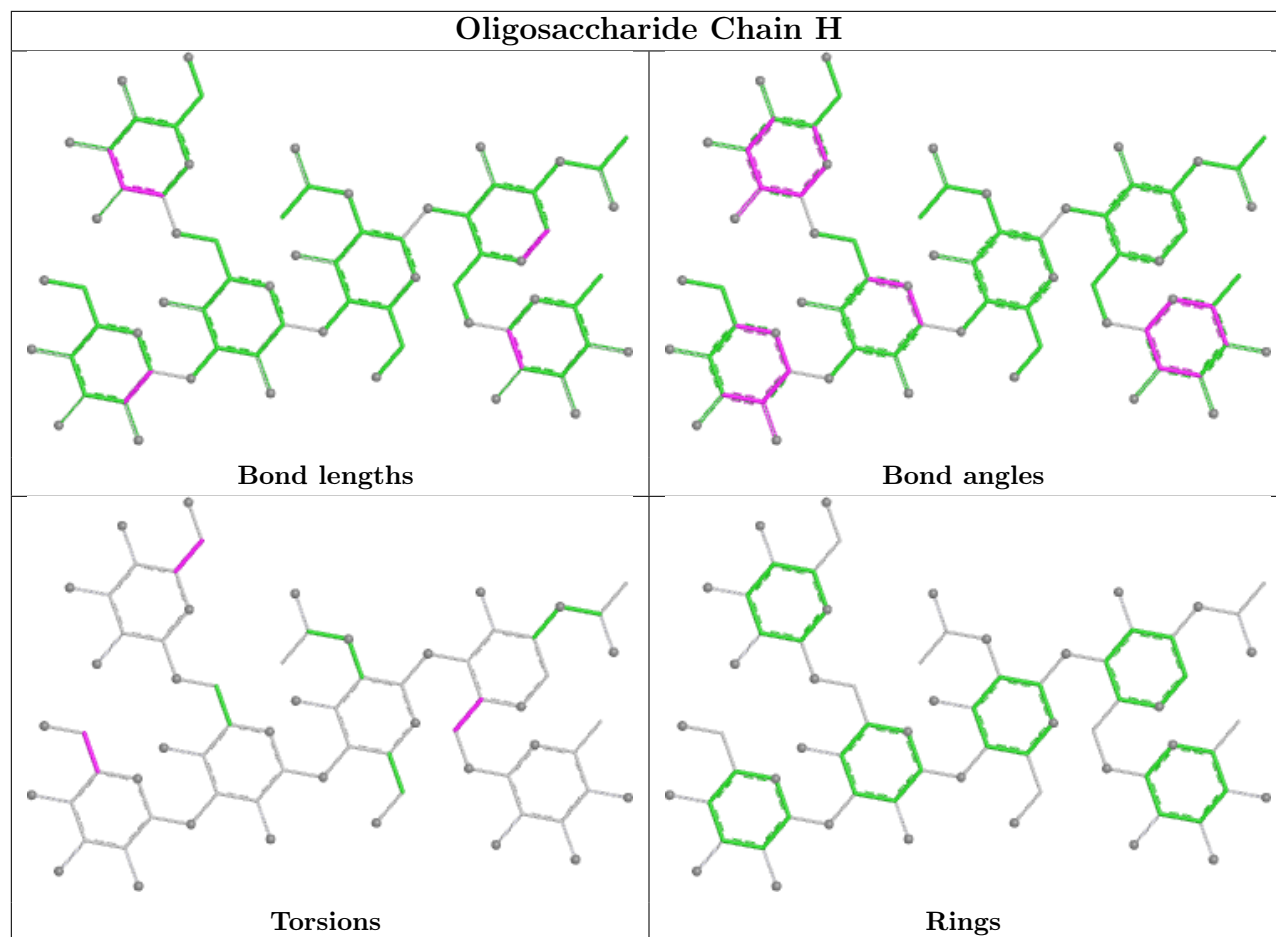 Oligosaccharide Chain H
Bond lengths
Bond angles
Torsions
Rings